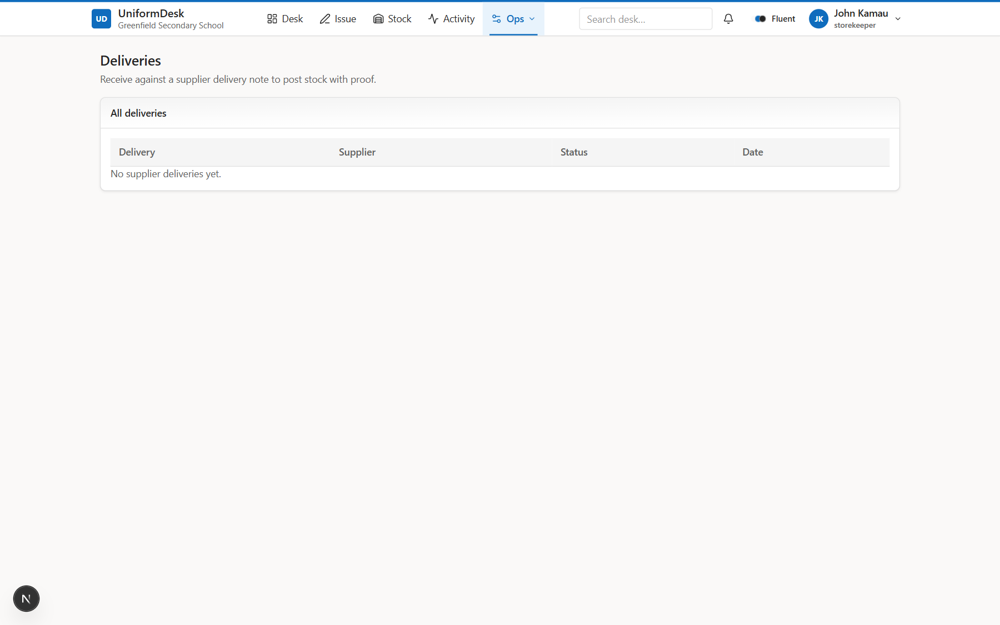 UD
UniformDesk
Greenfield Secondary School
Desk
Issue
Stock
Activity
Ops
Search desk...
Fluent
JK
John Kamau
storekeeper
Deliveries
Receive against a supplier delivery note to post stock with proof.
All deliveries
Delivery Supplier Status Date
No supplier deliveries yet.
N